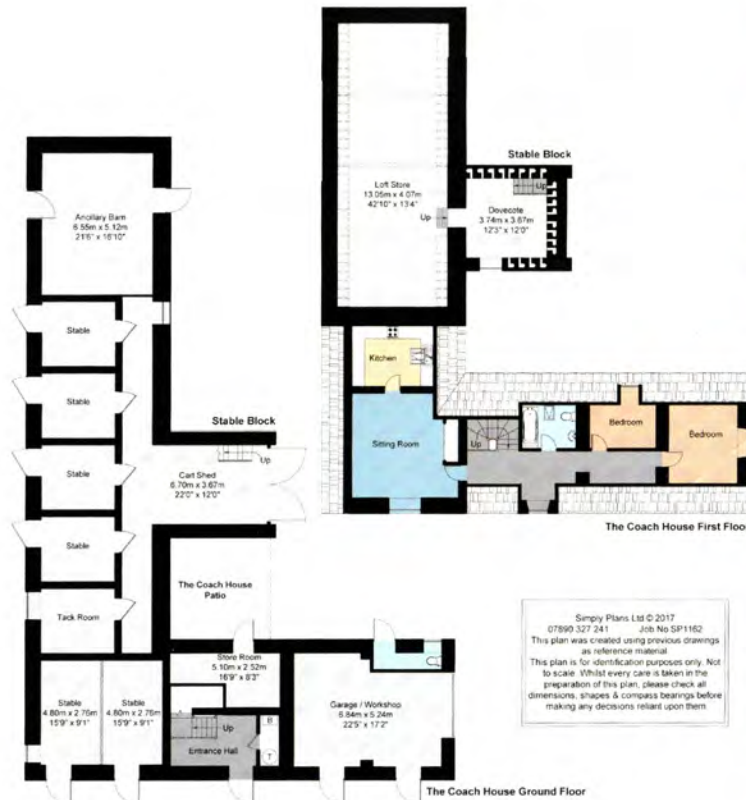 Stable Block
Loft Store
13.05m x 4.07m
42'10" x 13'4"
Up
Up
Dovecote
3.74m x 3.67m
12'3" x 12'0"
Ancillary Barn
6.55m x 5.12m
21'6" x 16'10"
Stable
Kitchen
Stable
Stable Block
Sitting Room
Up
Bedroom
Bedroom
Stable
Up
Cart Shed
6.70m x 3.67m
22'0" x 12'0"
Stable
The Coach House First Floor
The Coach House
Patio
Tack Room
Simply Plans Ltd © 2017
07890 327 241 Job No SP1162
This plan was created using previous drawings
as reference material.
This plan is for identification purposes only. Not
to scale. Whilst every care is taken in the
preparation of this plan, please check all
dimensions, shapes & compass bearings before
making any decisions reliant upon them
Store Room
5.10m x 2.52m
16'9" x 8'3"
Stable
4.80m x 2.76m
15'9" x 9'1"
Stable
4.80m x 2.76m
15'9" x 9'1"
Garage / Workshop
6.84m x 5.24m
22'5" x 17'2"
Up
B
Entrance Hall
T
The Coach House Ground Floor